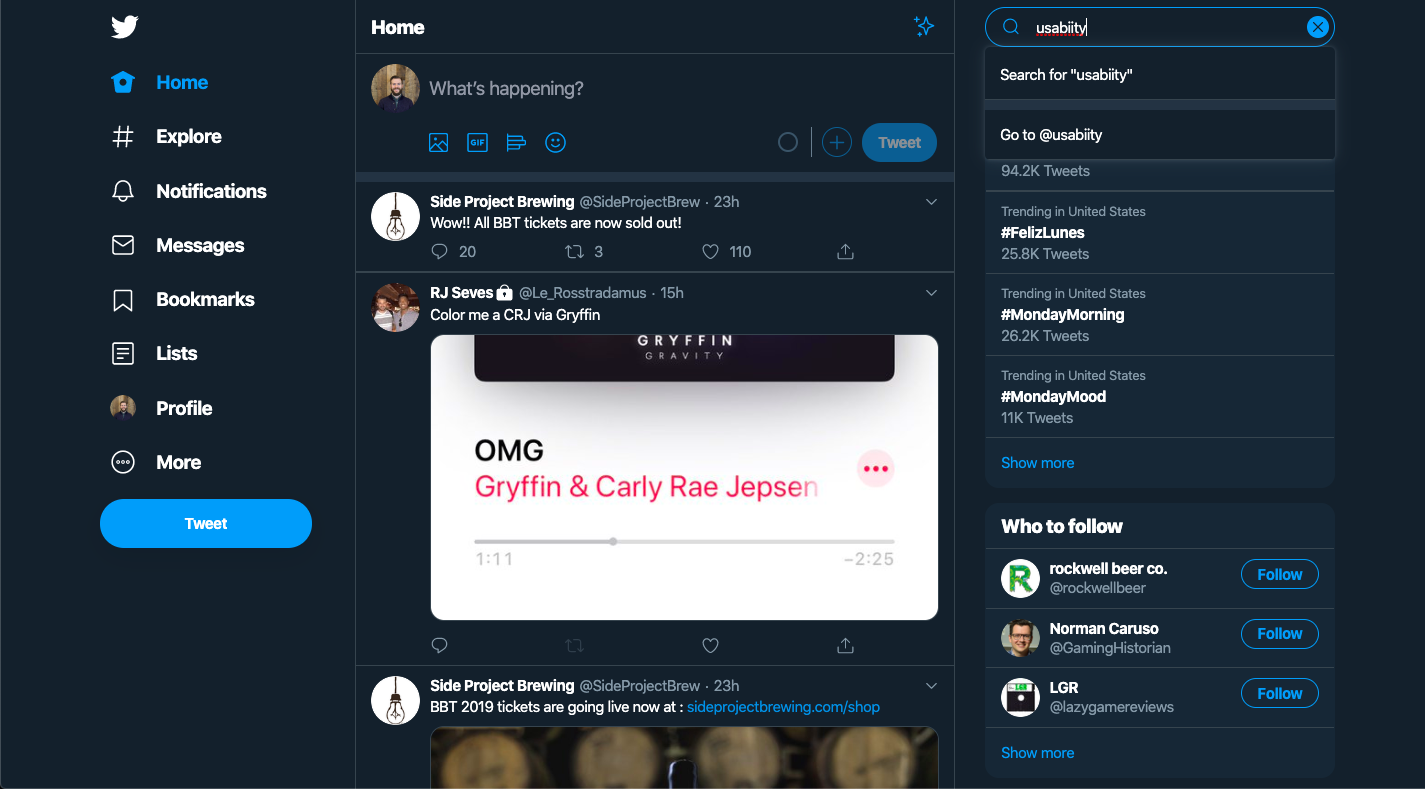 Home
Explore
Notifications
Messages
Bookmarks
Lists
Profile
More
Tweet
Home
What's happening?
GIF
Tweet
Side Project Brewing @SideProjectBrew · 23h
Wow!! All BBT tickets are now sold out!
20 3 110
RJ Seves @Le_Rosstradamus · 15h
Color me a CRJ via Gryffin
GRYFFIN
GRAVITY
OMG
Gryffin & Carly Rae Jepsen
1:11 −2:25
Side Project Brewing @SideProjectBrew · 23h
BBT 2019 tickets are going live now at : sideprojectbrewing.com/shop
usabiity
Search for "usabiity"
Go to @usabiity
94.2K Tweets
Trending in United States
#FelizLunes
25.8K Tweets
Trending in United States
#MondayMorning
26.2K Tweets
Trending in United States
#MondayMood
11K Tweets
Show more
Who to follow
rockwell beer co.
@rockwellbeer
Follow
Norman Caruso
@GamingHistorian
Follow
LGR
@lazygamereviews
Follow
Show more